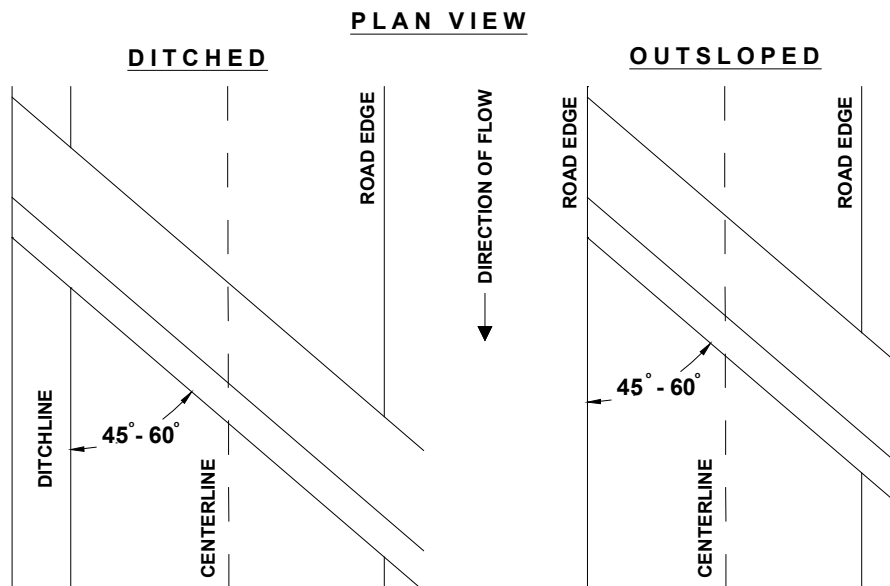 PLAN VIEW
DITCHED
OUTSLOPED
ROAD EDGE
DIRECTION OF FLOW
ROAD EDGE
ROAD EDGE
45°- 60°
45°- 60°
DITCHLINE
CENTERLINE
CENTERLINE